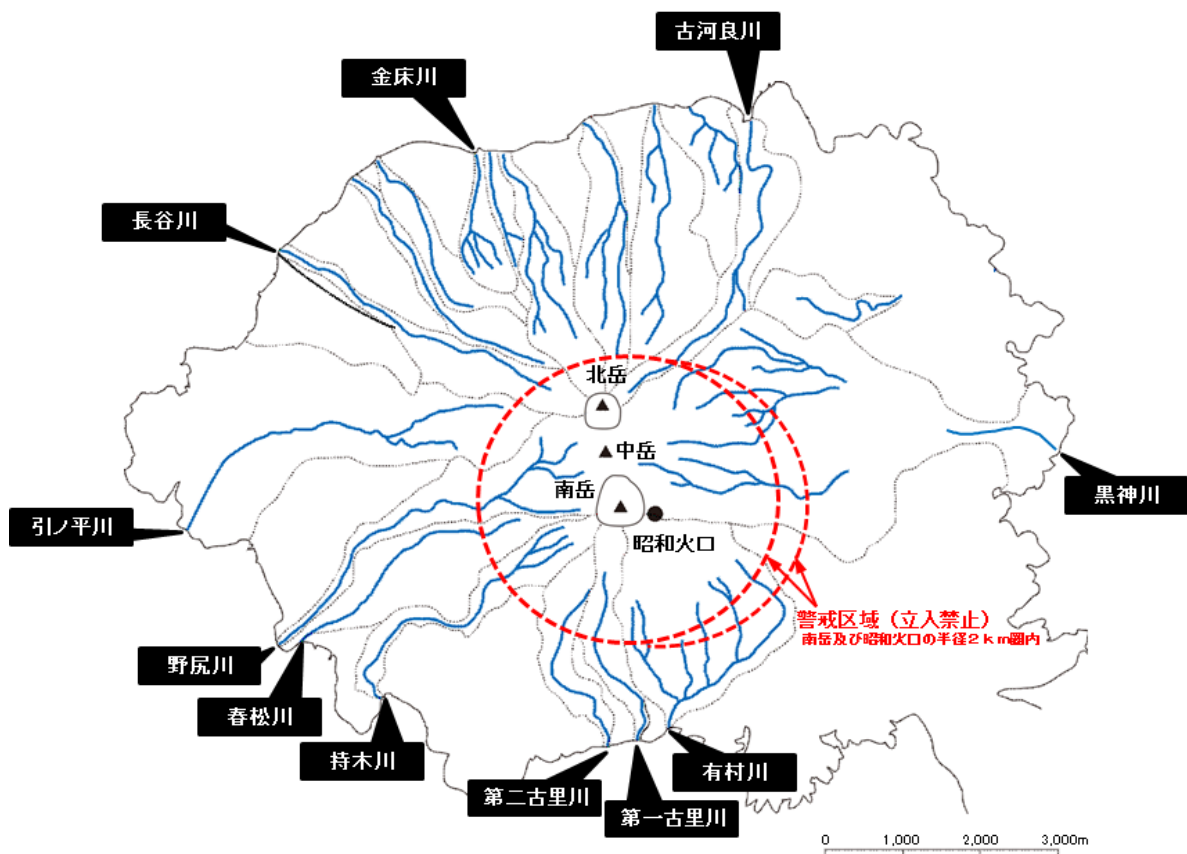 古河良川
金床川
長谷川
北岳
中岳
南岳
昭和火口
黒神川
引ノ平川
警戒区域（立入禁止）
南岳及び昭和火口の半径２ｋｍ圏内
野尻川
春松川
持木川
有村川
第二古里川
第一古里川
0 1,000 2,000 3,000m